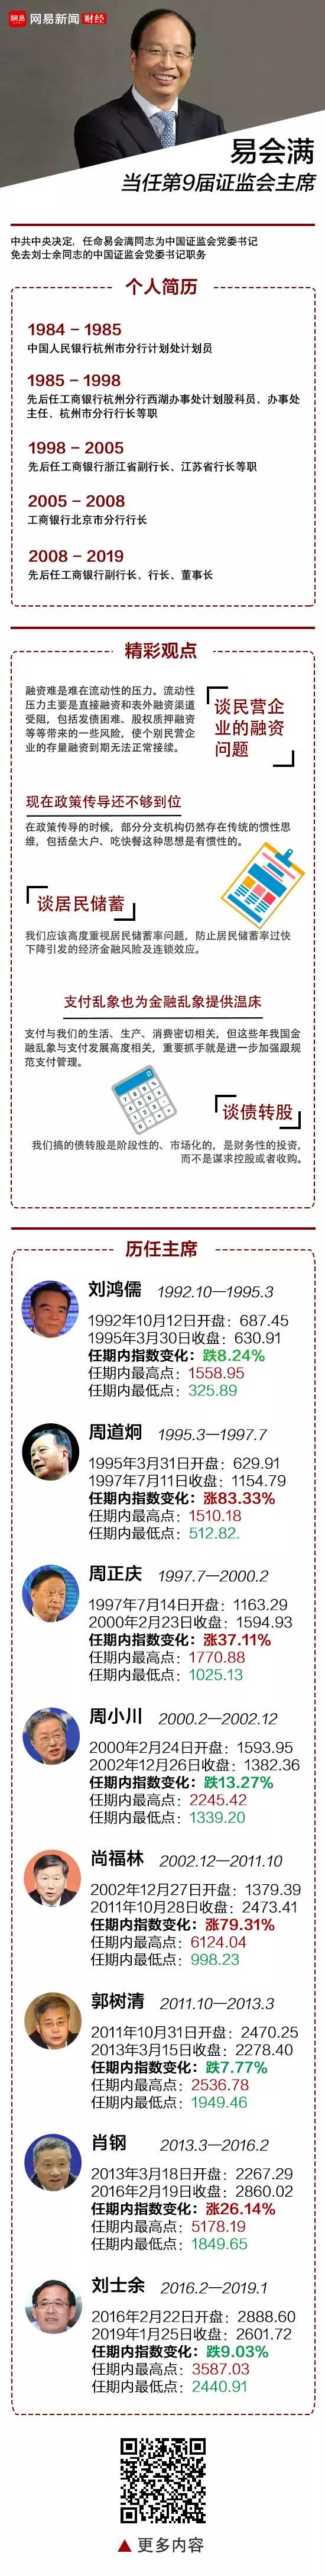 网易 网易新闻 财经
易会满
当任第9届证监会主席
中共中央决定，任命易会满同志为中国证监会党委书记
免去刘士余同志的中国证监会党委书记职务
个人简历
1984 – 1985
中国人民银行杭州市分行计划处计划员
1985 – 1998
先后任工商银行杭州分行西湖办事处计划股科员、办事处
主任、杭州市分行行长等职
1998 – 2005
先后任工商银行浙江省副行长、江苏省行长等职
2005 – 2008
工商银行北京市分行行长
2008 – 2019
先后任工商银行副行长、行长、董事长
精彩观点
融资难是难在流动性的压力。流动性
压力主要是直接融资和表外融资渠道
受阻，包括发债困难、股权质押融资
等等带来的一些风险，使个别民营企
业的存量融资到期无法正常接续。
谈民营企
业的融资
问题
现在政策传导还不够到位
在政策传导的时候，部分分支机构仍然存在传统的惯性思
维，包括垒大户、吃快餐这种思想是有惯性的。
谈居民储蓄
我们应该高度重视居民储蓄率问题，防止居民储蓄率过快
下降引发的经济金融风险及连锁效应。
支付乱象也为金融乱象提供温床
支付与我们的生活、生产、消费密切相关，但这些年我国金
融乱象与支付发展高度相关，重要抓手就是进一步加强跟规
范支付管理。
谈债转股
我们搞的债转股是阶段性的、市场化的，是财务性的投资，
而不是谋求控股或者收购。
历任主席
刘鸿儒 1992.10—1995.3
1992年10月12日开盘：687.45
1995年3月30日收盘：630.91
任期内指数变化：跌8.24%
任期内最高点：1558.95
任期内最低点：325.89
周道炯 1995.3—1997.7
1995年3月31日开盘：629.91
1997年7月11日收盘：1154.79
任期内指数变化：涨83.33%
任期内最高点：1510.18
任期内最低点：512.82.
周正庆 1997.7—2000.2
1997年7月14日开盘：1163.29
2000年2月23日收盘：1594.93
任期内指数变化：涨37.11%
任期内最高点：1770.88
任期内最低点：1025.13
周小川 2000.2—2002.12
2000年2月24日开盘：1593.95
2002年12月26日收盘：1382.36
任期内指数变化：跌13.27%
任期内最高点：2245.42
任期内最低点：1339.20
尚福林 2002.12—2011.10
2002年12月27日开盘：1379.39
2011年10月28日收盘：2473.41
任期内指数变化：涨79.31%
任期内最高点：6124.04
任期内最低点：998.23
郭树清 2011.10—2013.3
2011年10月31日开盘：2470.25
2013年3月15日收盘：2278.40
任期内指数变化：跌7.77%
任期内最高点：2536.78
任期内最低点：1949.46
肖钢 2013.3—2016.2
2013年3月18日开盘：2267.29
2016年2月19日收盘：2860.02
任期内指数变化：涨26.14%
任期内最高点：5178.19
任期内最低点：1849.65
刘士余 2016.2—2019.1
2016年2月22日开盘：2888.60
2019年1月25日收盘：2601.72
任期内指数变化：跌9.03%
任期内最高点：3587.03
任期内最低点：2440.91
▲ 更多内容